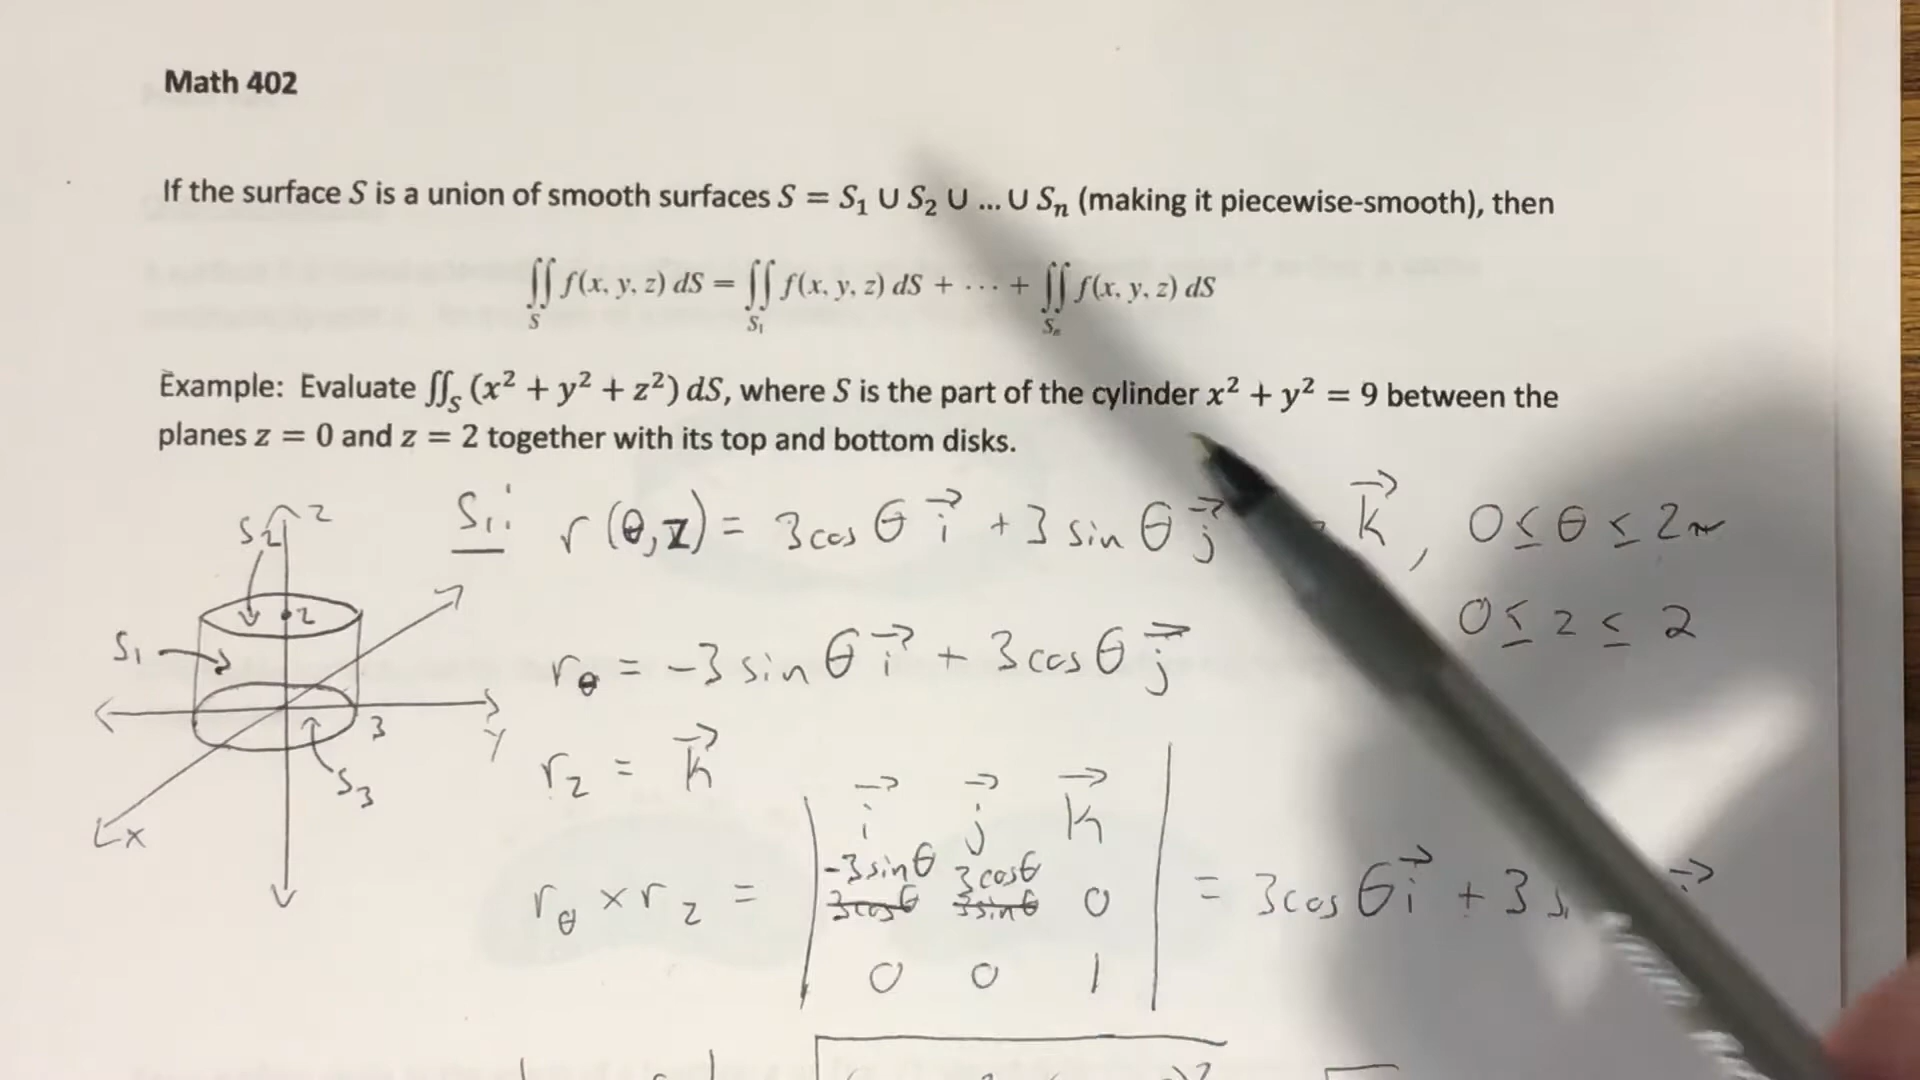 Math 402
If the surface S is a union of smooth surfaces S = S₁ ∪ S₂ ∪ ... ∪ Sₙ (making it piecewise-smooth), then
∬_S f(x, y, z) dS = ∬_S₁ f(x, y, z) dS + ··· + ∬_Sₙ f(x, y, z) dS
Example: Evaluate ∬_S (x² + y² + z²) dS, where S is the part of the cylinder x² + y² = 9 between the
planes z = 0 and z = 2 together with its top and bottom disks.
S₁: r(θ,z) = 3cos θ i⃗ + 3 sin θ j⃗ k⃗, 0 ≤ θ ≤ 2π
0 ≤ z ≤ 2
S₂ z
2
S₁
3
y
S₃
x
r_θ = -3 sin θ i⃗ + 3 cos θ j⃗
r_z = k⃗
i⃗ j⃗ k⃗
-3sinθ 3cosθ
r_θ × r_z = 3cosθ 3sinθ 0 = 3cos θ i⃗ + 3
0 0 1